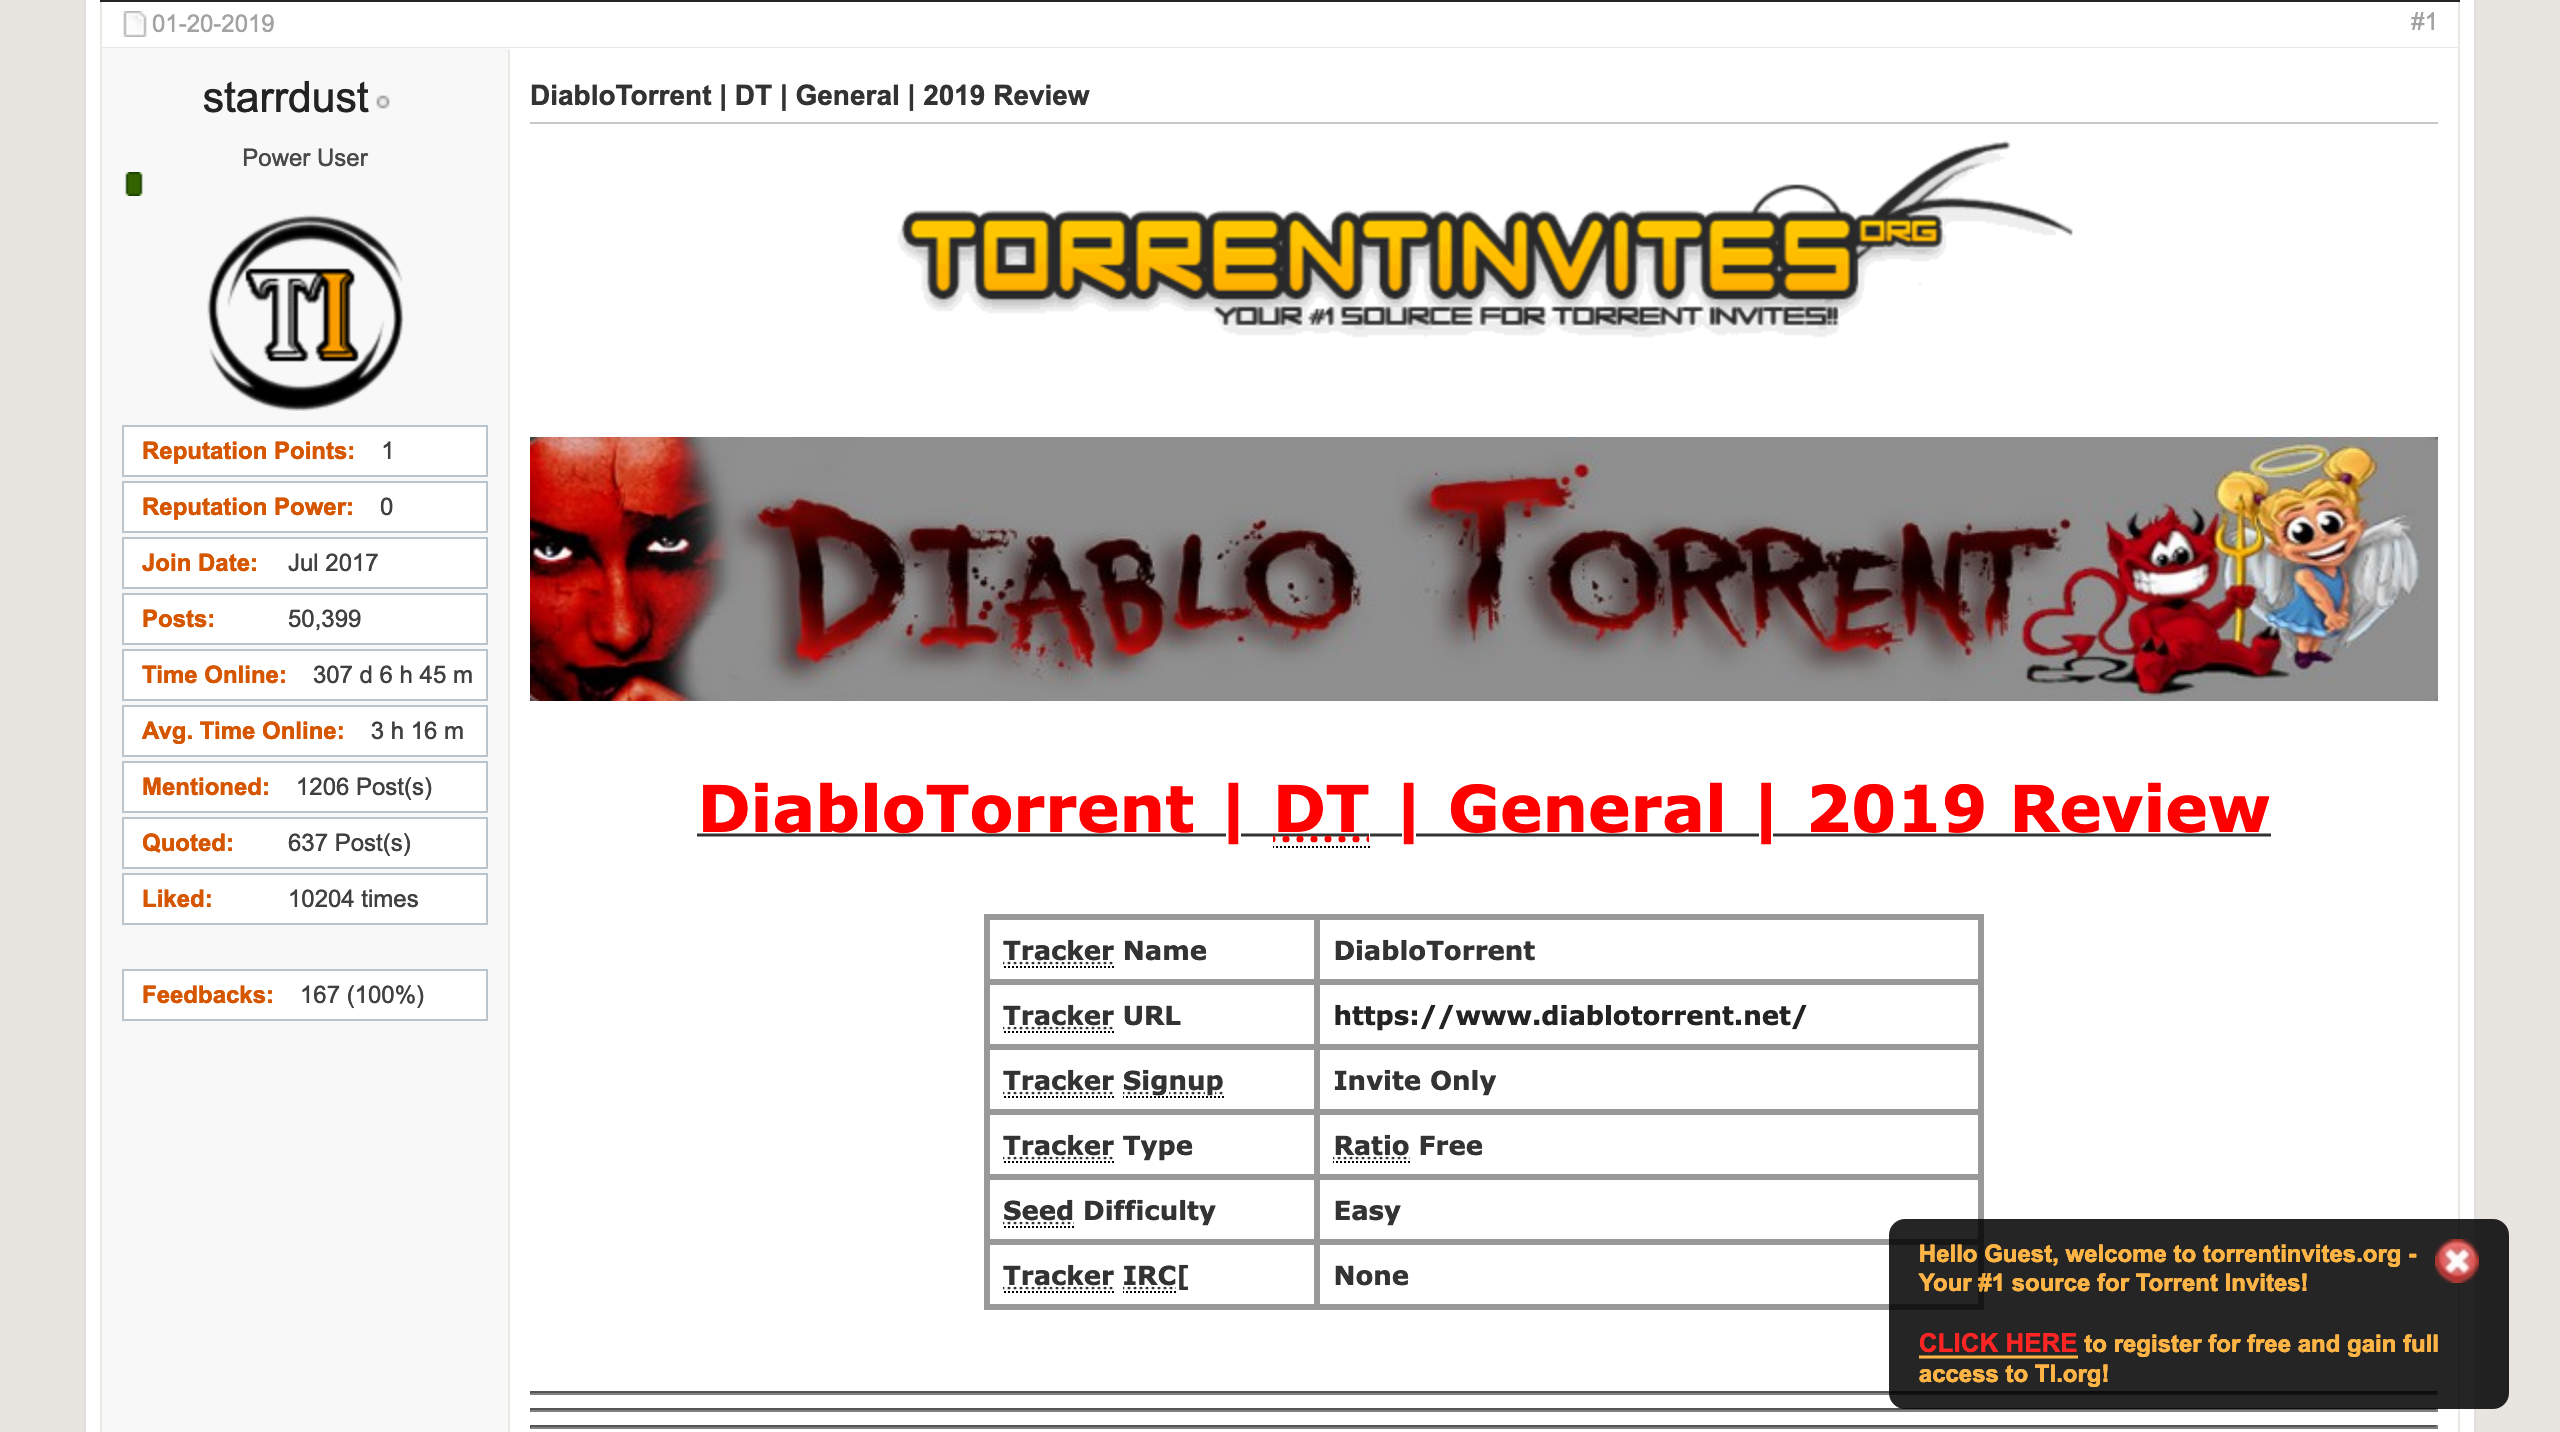 01-20-2019
#1
starrdust
Power User
TI
Reputation Points: 1
Reputation Power: 0
Join Date: Jul 2017
Posts: 50,399
Time Online: 307 d 6 h 45 m
Avg. Time Online: 3 h 16 m
Mentioned: 1206 Post(s)
Quoted: 637 Post(s)
Liked: 10204 times
Feedbacks: 167 (100%)
DiabloTorrent | DT | General | 2019 Review
TORRENTINVITES ORG
YOUR #1 SOURCE FOR TORRENT INVITES!!
DIABLO TORRENT
DiabloTorrent | DT | General | 2019 Review
Tracker Name DiabloTorrent
Tracker URL https://www.diablotorrent.net/
Tracker Signup Invite Only
Tracker Type Ratio Free
Seed Difficulty Easy
Tracker IRC[ None
Hello Guest, welcome to torrentinvites.org -
Your #1 source for Torrent Invites!
CLICK HERE to register for free and gain full
access to TI.org!